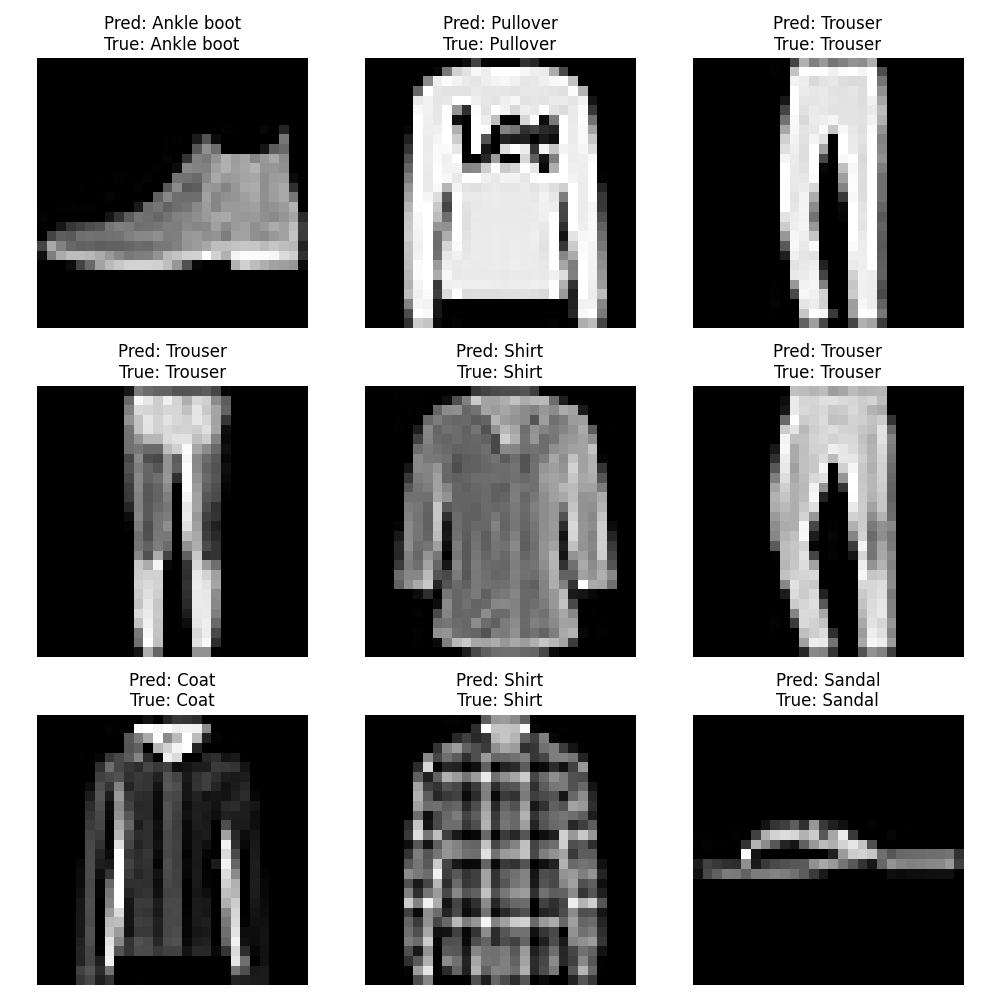 Pred: Ankle boot
True: Ankle boot
Pred: Pullover
True: Pullover
Pred: Trouser
True: Trouser
Pred: Trouser
True: Trouser
Pred: Shirt
True: Shirt
Pred: Trouser
True: Trouser
Pred: Coat
True: Coat
Pred: Shirt
True: Shirt
Pred: Sandal
True: Sandal